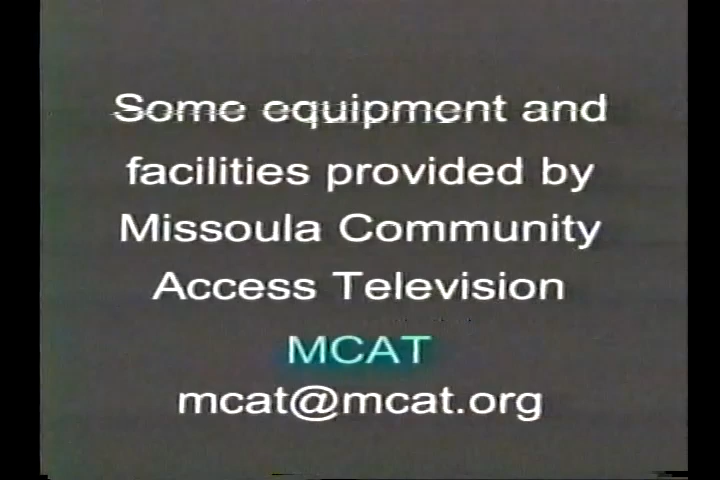 Some equipment and
facilities provided by
Missoula Community
Access Television
MCAT
mcat@mcat.org